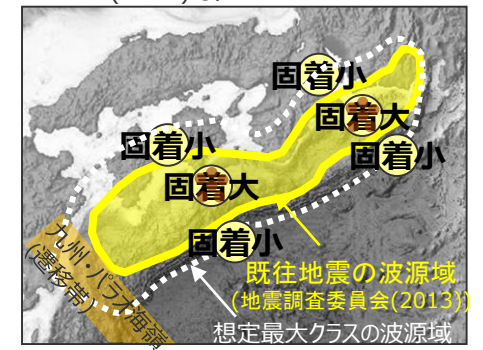 固着小
固着大
固着小
固着小
固着大
固着小
九州・パラオ海嶺
(遷移帯)
既往地震の波源域
(地震調査委員会(2013))
想定最大クラスの波源域